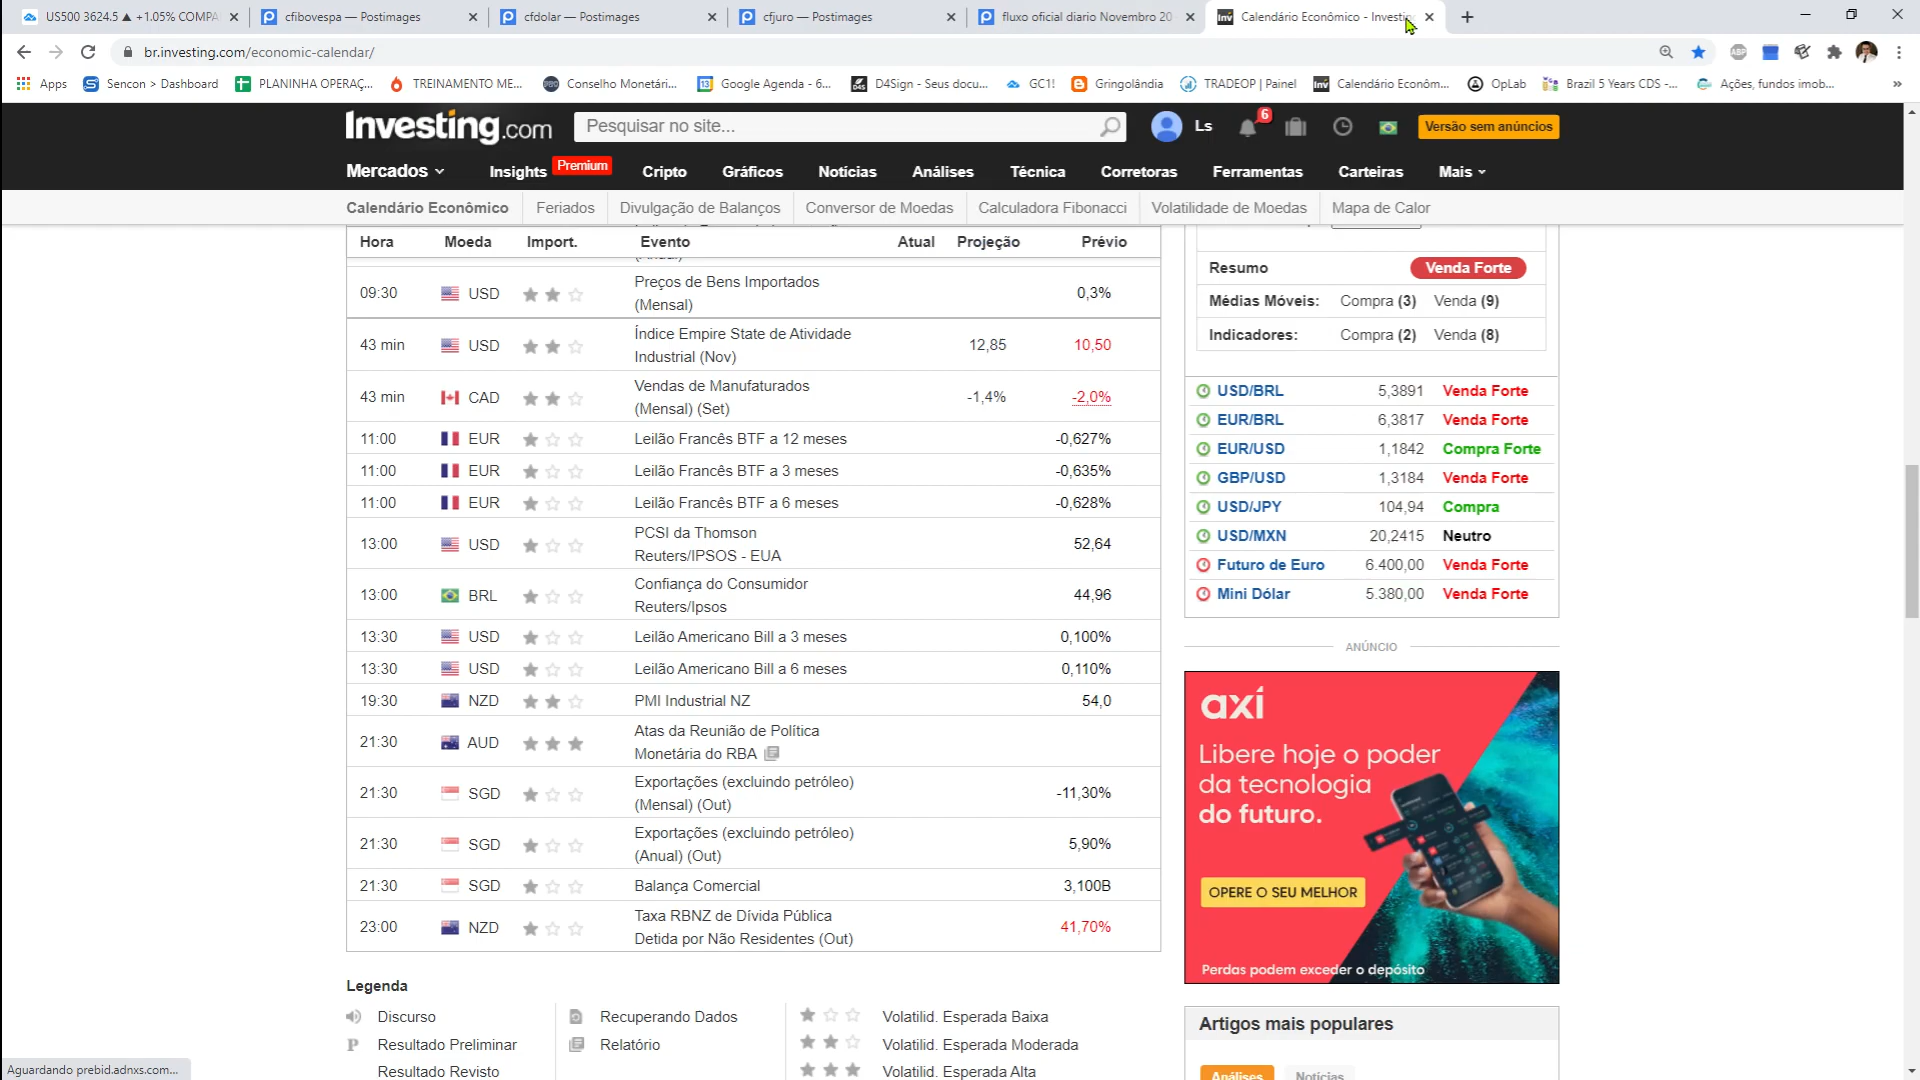 US500 3624.5 ▲ +1.05% COMPA
cfibovespa — Postimages
cfdolar — Postimages
cfjuro — Postimages
fluxo oficial diario Novembro 20
Calendário Econômico - Investin
br.investing.com/economic-calendar/
Apps
Sencon > Dashboard
PLANINHA OPERAÇ...
TREINAMENTO ME...
Conselho Monetári...
Google Agenda - 6...
D4Sign - Seus docu...
GC1!
Gringolândia
TRADEOP | Painel
Calendário Econôm...
OpLab
Brazil 5 Years CDS -...
Ações, fundos imob...
»
Investing.com
Pesquisar no site...
Ls
6
Versão sem anúncios
Mercados
Insights
Premium
Cripto
Gráficos
Notícias
Análises
Técnica
Corretoras
Ferramentas
Carteiras
Mais
Calendário Econômico
Feriados
Divulgação de Balanços
Conversor de Moedas
Calculadora Fibonacci
Volatilidade de Moedas
Mapa de Calor
Hora Moeda Import. Evento Atual Projeção Prévio
09:30 USD Preços de Bens Importados 0,3%
(Mensal)
43 min USD Índice Empire State de Atividade 12,85 10,50
Industrial (Nov)
43 min CAD Vendas de Manufaturados -1,4% -2,0%
(Mensal) (Set)
11:00 EUR Leilão Francês BTF a 12 meses -0,627%
11:00 EUR Leilão Francês BTF a 3 meses -0,635%
11:00 EUR Leilão Francês BTF a 6 meses -0,628%
13:00 USD PCSI da Thomson 52,64
Reuters/IPSOS - EUA
13:00 BRL Confiança do Consumidor 44,96
Reuters/Ipsos
13:30 USD Leilão Americano Bill a 3 meses 0,100%
13:30 USD Leilão Americano Bill a 6 meses 0,110%
19:30 NZD PMI Industrial NZ 54,0
21:30 AUD Atas da Reunião de Política
Monetária do RBA
21:30 SGD Exportações (excluindo petróleo) -11,30%
(Mensal) (Out)
21:30 SGD Exportações (excluindo petróleo) 5,90%
(Anual) (Out)
21:30 SGD Balança Comercial 3,100B
23:00 NZD Taxa RBNZ de Dívida Pública 41,70%
Detida por Não Residentes (Out)
Legenda
Discurso
Resultado Preliminar
Resultado Revisto
Recuperando Dados
Relatório
Volatilid. Esperada Baixa
Volatilid. Esperada Moderada
Volatilid. Esperada Alta
Resumo Venda Forte
Médias Móveis: Compra (3) Venda (9)
Indicadores: Compra (2) Venda (8)
USD/BRL 5,3891 Venda Forte
EUR/BRL 6,3817 Venda Forte
EUR/USD 1,1842 Compra Forte
GBP/USD 1,3184 Venda Forte
USD/JPY 104,94 Compra
USD/MXN 20,2415 Neutro
Futuro de Euro 6.400,00 Venda Forte
Mini Dólar 5.380,00 Venda Forte
ANÚNCIO
axi
Libere hoje o poder
da tecnologia
do futuro.
OPERE O SEU MELHOR
Perdas podem exceder o depósito
Artigos mais populares
Análises
Notícias
Aguardando prebid.adnxs.com...